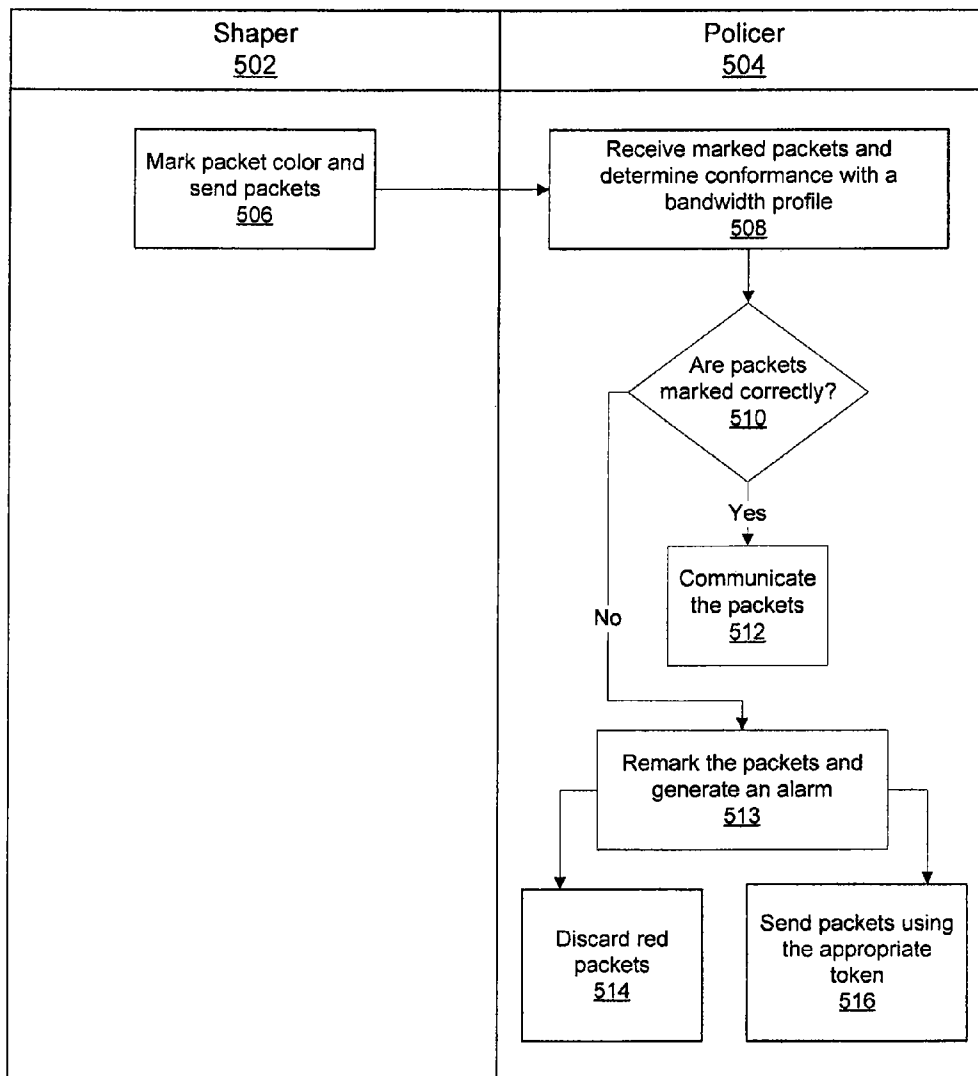 Shaper
502
Policer
504
Mark packet color and
send packets
506
Receive marked packets and
determine conformance with a
bandwidth profile
508
Are packets
marked correctly?
510
Yes
Communicate
the packets
512
No
Remark the packets and
generate an alarm
513
Discard red
packets
514
Send packets using
the appropriate
token
516